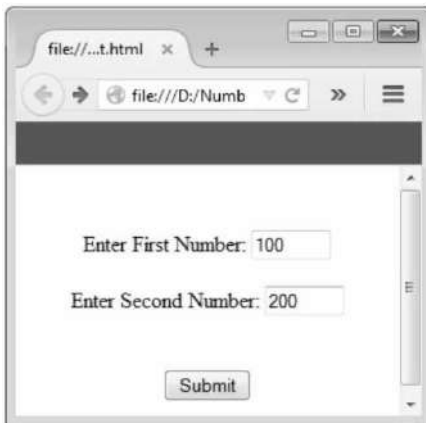 file://...t.html × +
file:///D:/Numb »
Enter First Number: 100
Enter Second Number: 200
Submit